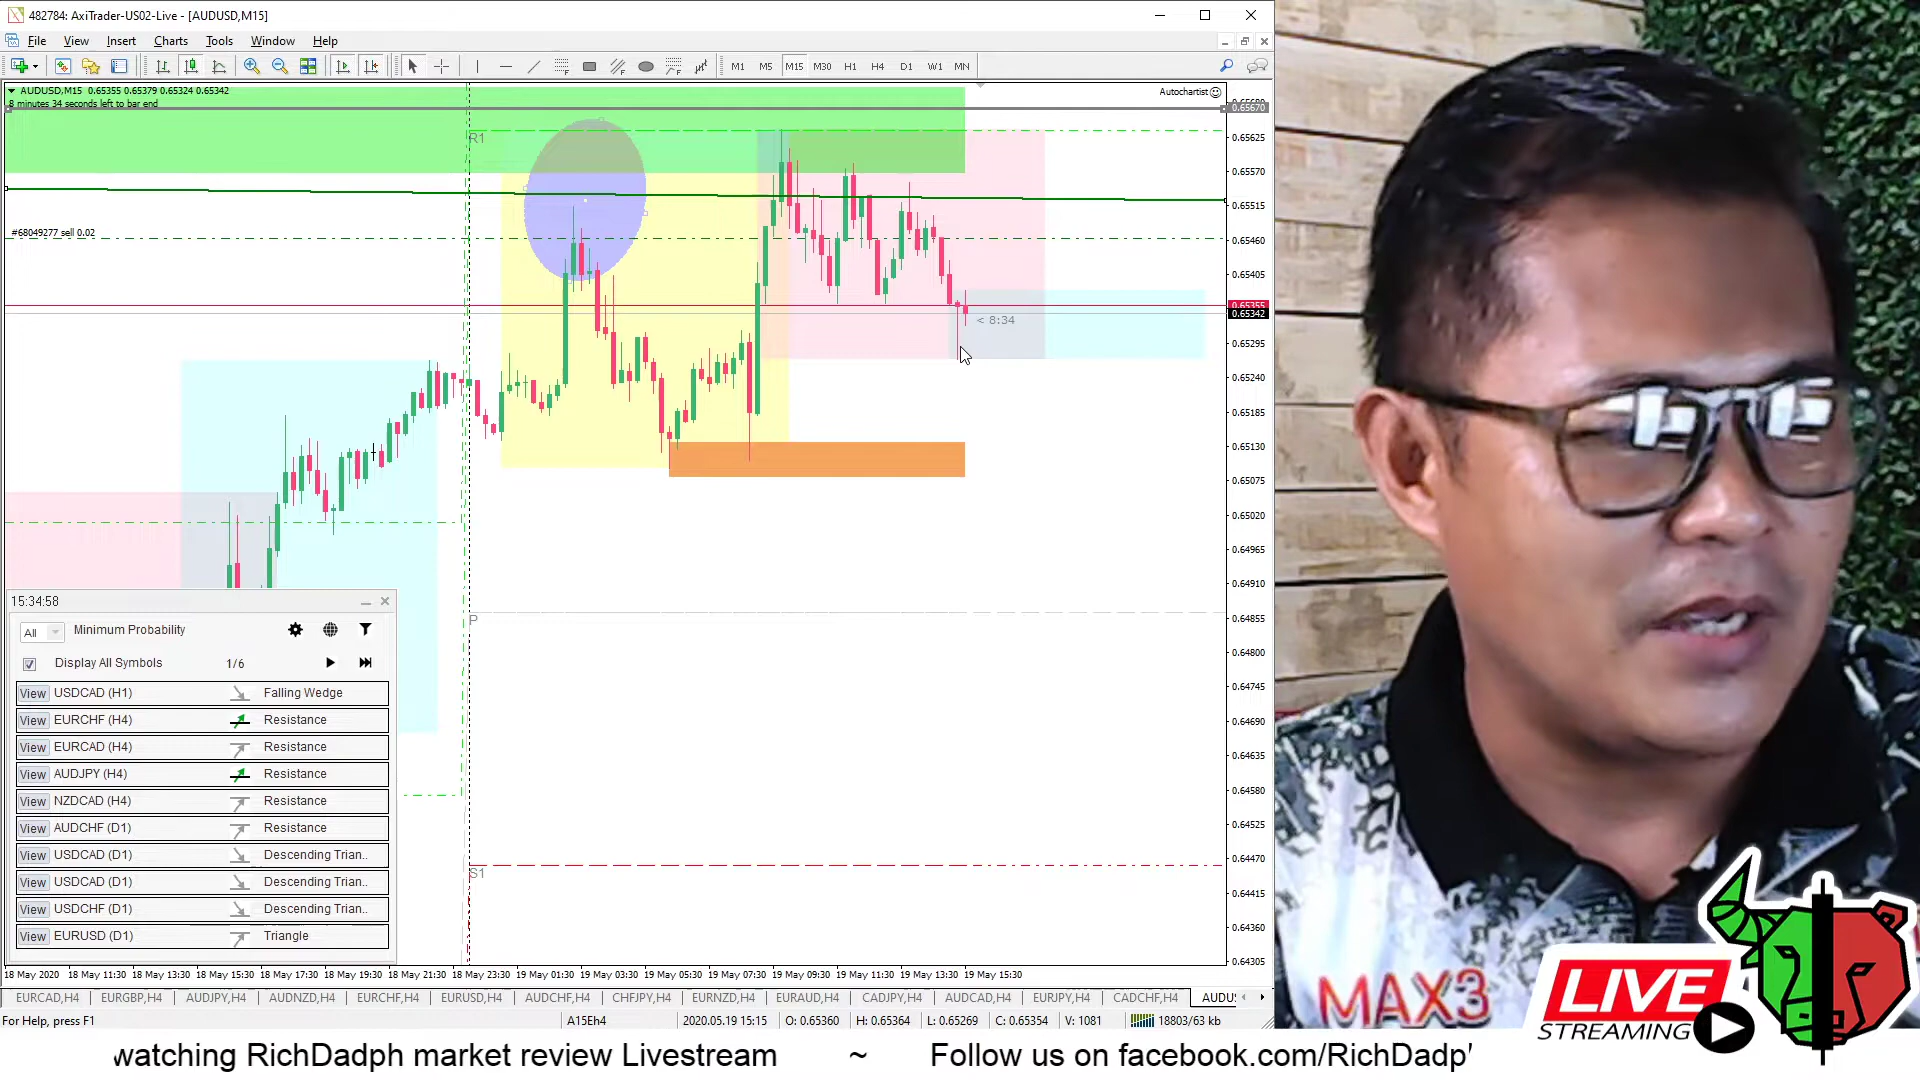 482784: AxiTrader-US02-Live - [AUDUSD,M15]
File View Insert Charts Tools Window Help
M1 M5 M15 M30 H1 H4 D1 W1 MN
AUDUSD,M15 0.65355 0.65379 0.65324 0.65342
8 minutes 34 seconds left to bar end
Autochartist
0.65670
R1
0.65625
0.65570
0.65515
#68049277 sell 0.02
0.65460
0.65405
0.65355
0.65342
< 8:34
0.65295
0.65240
0.65185
0.65130
0.65075
0.65020
0.64965
0.64910
P
0.64855
0.64800
0.64745
0.64690
0.64635
0.64580
0.64525
0.64470
S1
0.64415
0.64360
0.64305
15:34:58
All Minimum Probability
Display All Symbols 1/6
View USDCAD (H1) Falling Wedge
View EURCHF (H4) Resistance
View EURCAD (H4) Resistance
View AUDJPY (H4) Resistance
View NZDCAD (H4) Resistance
View AUDCHF (D1) Resistance
View USDCAD (D1) Descending Trian..
View USDCAD (D1) Descending Trian..
View USDCHF (D1) Descending Trian..
View EURUSD (D1) Triangle
18 May 2020 18 May 11:30 18 May 13:30 18 May 15:30 18 May 17:30 18 May 19:30 18 May 21:30 18 May 23:30 19 May 01:30 19 May 03:30 19 May 05:30 19 May 07:30 19 May 09:30 19 May 11:30 19 May 13:30 19 May 15:30
EURCAD,H4 EURGBP,H4 AUDJPY,H4 AUDNZD,H4 EURCHF,H4 EURUSD,H4 AUDCHF,H4 CHFJPY,H4 EURNZD,H4 EURAUD,H4 CADJPY,H4 AUDCAD,H4 EURJPY,H4 CADCHF,H4 AUDUS
For Help, press F1 A15Eh4 2020.05.19 15:15 O: 0.65360 H: 0.65364 L: 0.65269 C: 0.65354 V: 1081 18803/63 kb
MAX3
LIVE
STREAMING
watching RichDadph market review Livestream ~ Follow us on facebook.com/RichDadp